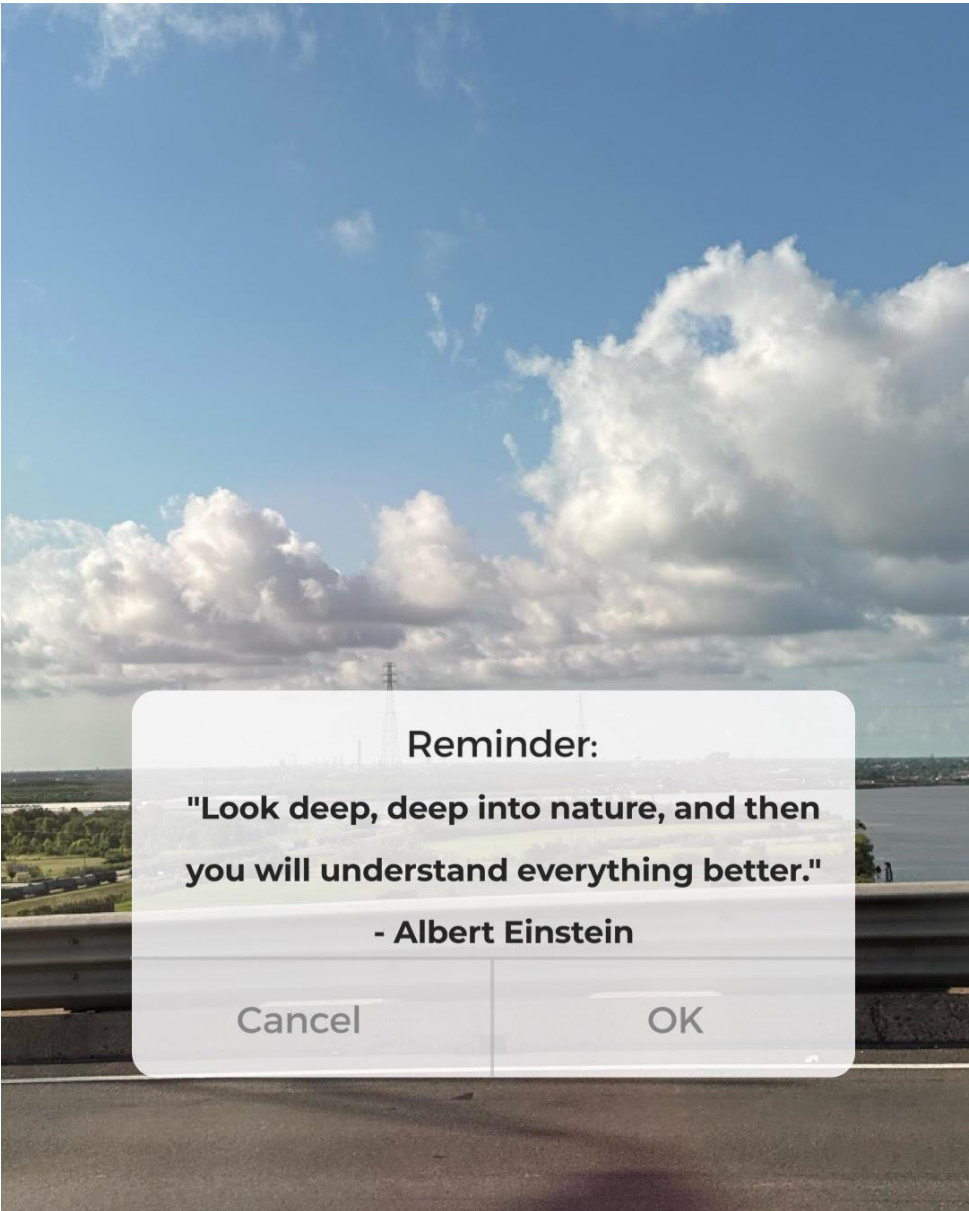 Reminder:
"Look deep, deep into nature, and then
you will understand everything better."
- Albert Einstein
Cancel
OK